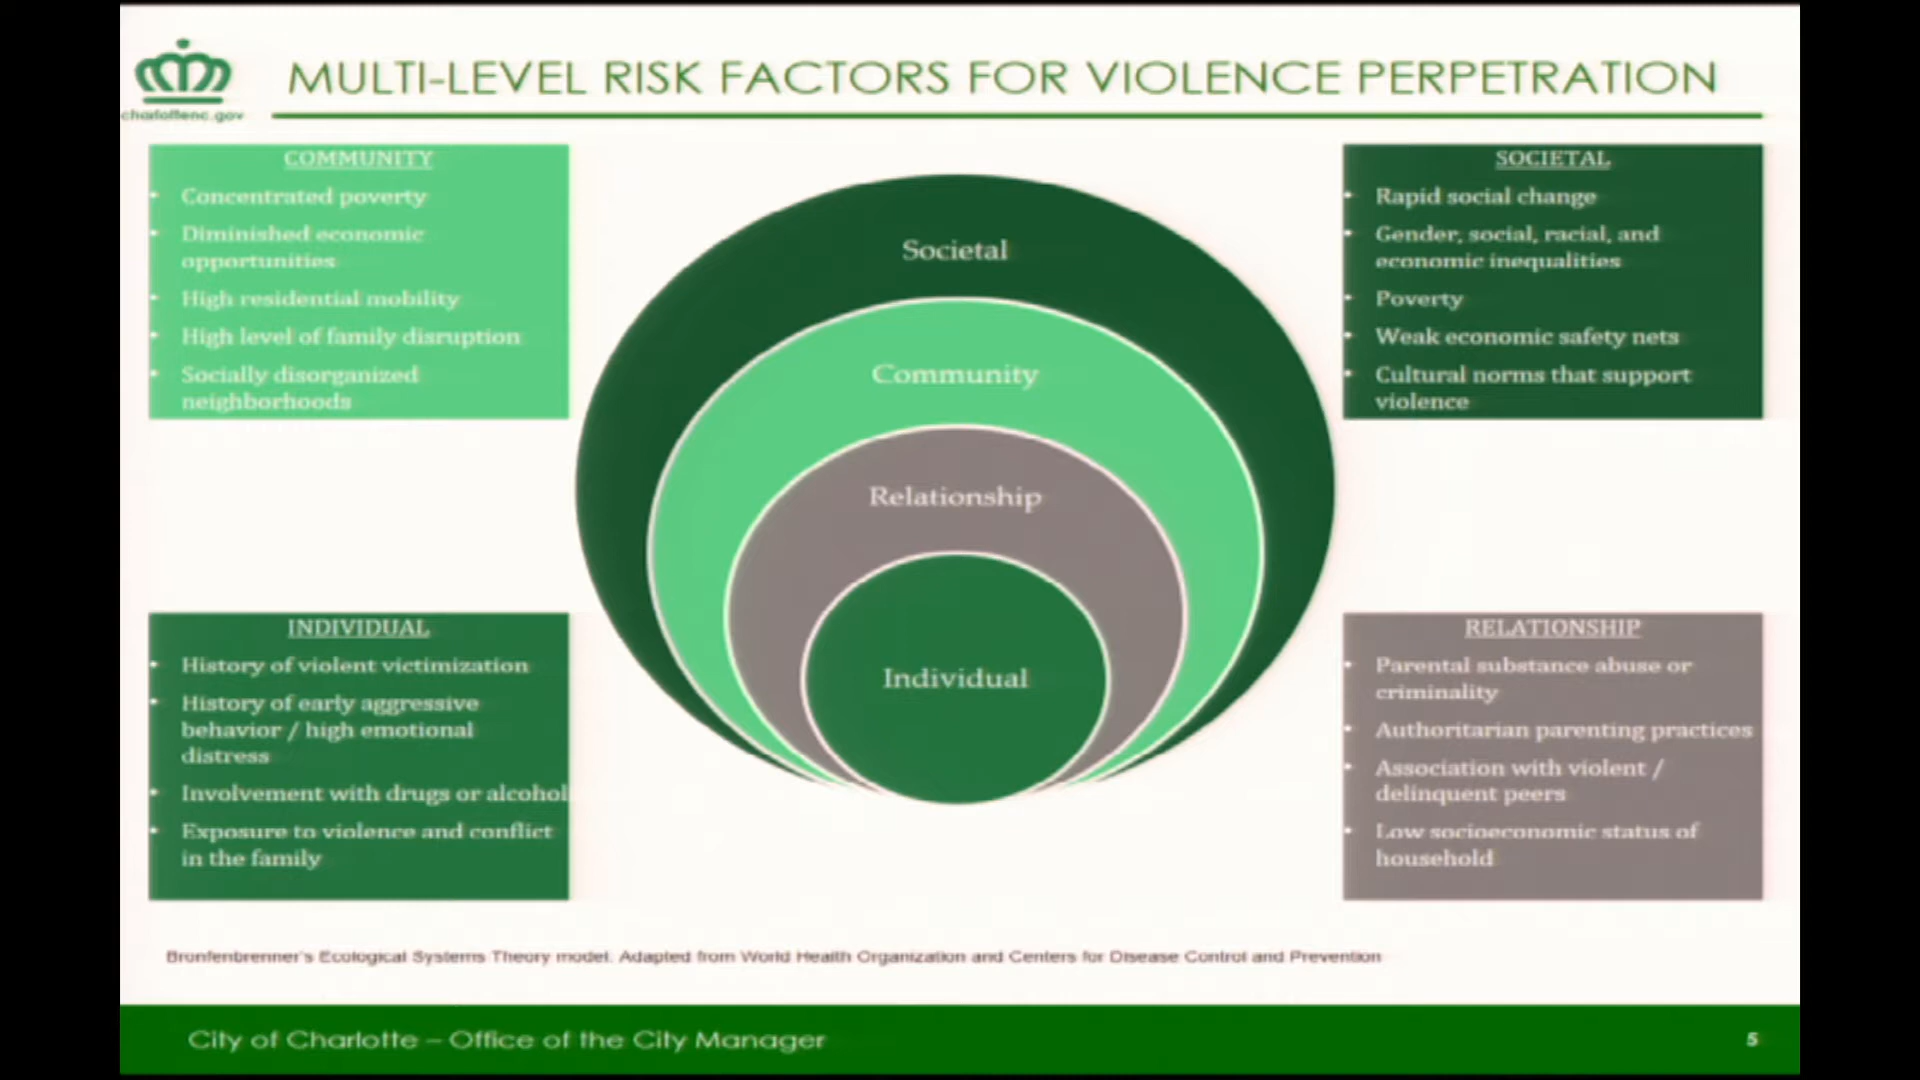 MULTI-LEVEL RISK FACTORS FOR VIOLENCE PERPETRATION
charlottenc.gov
COMMUNITY
• Concentrated poverty
• Diminished economic
opportunities
• High residential mobility
• High level of family disruption
• Socially disorganized
neighborhoods
SOCIETAL
• Rapid social change
• Gender, social, racial, and
economic inequalities
• Poverty
• Weak economic safety nets
• Cultural norms that support
violence
Societal
Community
Relationship
Individual
INDIVIDUAL
• History of violent victimization
• History of early aggressive
behavior / high emotional
distress
• Involvement with drugs or alcohol
• Exposure to violence and conflict
in the family
RELATIONSHIP
• Parental substance abuse or
criminality
• Authoritarian parenting practices
• Association with violent /
delinquent peers
• Low socioeconomic status of
household
Bronfenbrenner's Ecological Systems Theory model. Adapted from World Health Organization and Centers for Disease Control and Prevention
City of Charlotte – Office of the City Manager
5